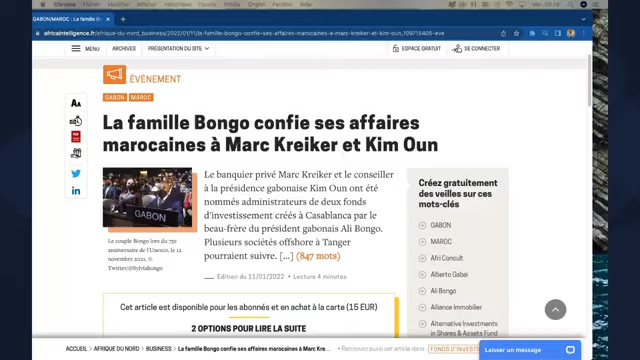 GABON/MAROC : La famille Bo
africaintelligence.fr/afrique-du-nord_business/2022/01/11/la-famille-bongo-confie-ses-affaires-marocaines-a-marc-kreiker-et-kim-oun,109715405-eve
MENU
ARCHIVES
PRÉSENTATION DU SITE
ESPACE GRATUIT
SE CONNECTER
ÉVÉNEMENT
GABON
MAROC
La famille Bongo confie ses affaires
marocaines à Marc Kreiker et Kim Oun
Le banquier privé Marc Kreiker et le conseiller
à la présidence gabonaise Kim Oun ont été
nommés administrateurs de deux fonds
d'investissement créés à Casablanca par le
beau-frère du président gabonais Ali Bongo.
Plusieurs sociétés offshore à Tanger
pourraient suivre. [...] (847 mots)
Edition du 11/01/2022 • Lecture 4 minutes
GABON
Le couple Bongo lors du 75e
anniversaire de l'Unesco, le 12
novembre 2021. ©
Twitter/@Sylviabongo
Créez gratuitement
des veilles sur ces
mots-clés
GABON
MAROC
Afri Consult
Alberto Gabai
Ali Bongo
Alliance Immobilier
Alternative Investments
in Shares & Assets Fund
Cet article est disponible pour les abonnés et en achat à la carte (15 EUR)
2 OPTIONS POUR LIRE LA SUITE
ACCUEIL > AFRIQUE DU NORD > BUSINESS > La famille Bongo confie ses affaires marocaines à Marc Kre...
Retrouvez aussi cet article dans
FONDS D'INVESTI
Laisser un message